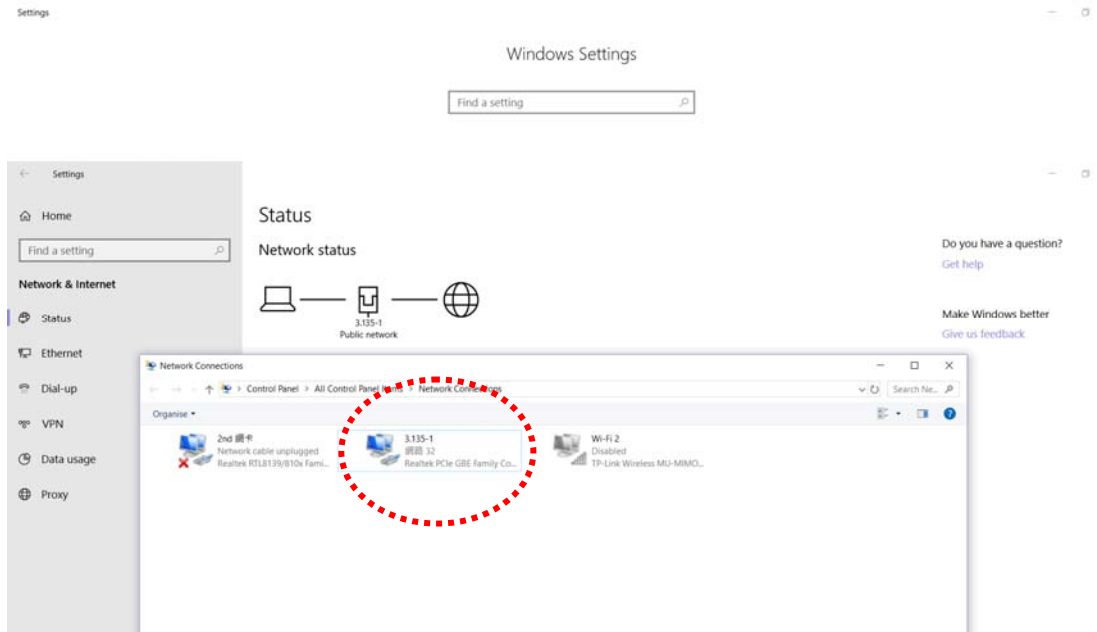 Settings
Windows Settings
Find a setting
Settings
Home
Find a setting
Network & Internet
Status
Ethernet
Dial-up
VPN
Data usage
Proxy
Status
Network status
3.135-1
Public network
Do you have a question?
Get help
Make Windows better
Give us feedback
Network Connections
Control Panel > All Control Panel Items > Network Connections
Search Ne...
Organise
2nd 網卡
Network cable unplugged
Realtek RTL8139/810x Fami...
3.135-1
網路 32
Realtek PCIe GBE Family Co...
Wi-Fi 2
Disabled
TP-Link Wireless MU-MIMO...